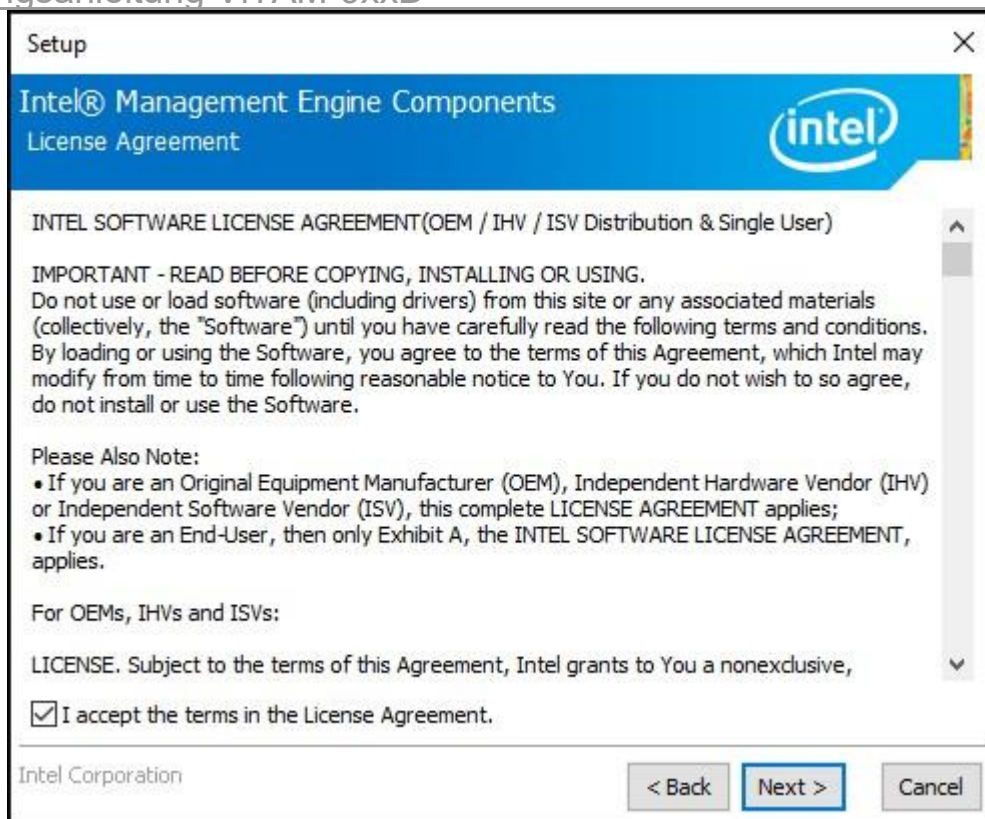 Setup
Intel® Management Engine Components
License Agreement
intel
INTEL SOFTWARE LICENSE AGREEMENT(OEM / IHV / ISV Distribution & Single User)
IMPORTANT - READ BEFORE COPYING, INSTALLING OR USING.
Do not use or load software (including drivers) from this site or any associated materials
(collectively, the "Software") until you have carefully read the following terms and conditions.
By loading or using the Software, you agree to the terms of this Agreement, which Intel may
modify from time to time following reasonable notice to You. If you do not wish to so agree,
do not install or use the Software.
Please Also Note:
• If you are an Original Equipment Manufacturer (OEM), Independent Hardware Vendor (IHV)
or Independent Software Vendor (ISV), this complete LICENSE AGREEMENT applies;
• If you are an End-User, then only Exhibit A, the INTEL SOFTWARE LICENSE AGREEMENT,
applies.
For OEMs, IHVs and ISVs:
LICENSE. Subject to the terms of this Agreement, Intel grants to You a nonexclusive,
I accept the terms in the License Agreement.
Intel Corporation
< Back Next > Cancel